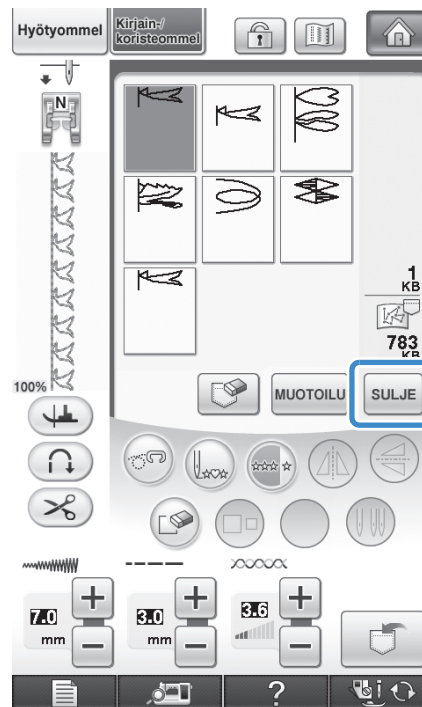 Hyötyommel
Kirjain-/
koristeommel
N
1
KB
783
KB
100%
MUOTOILU
SULJE
7.0
mm
3.0
mm
3.6
?